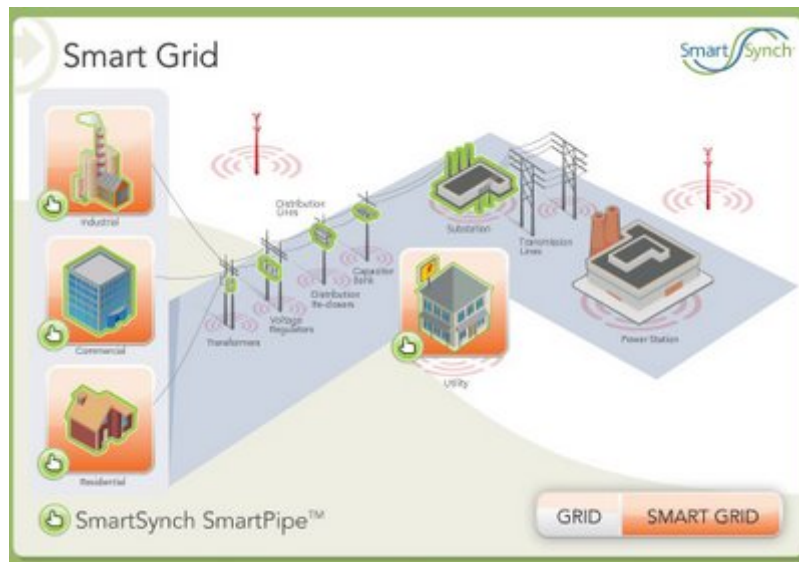 Smart Grid
SmartSynch
Industrial
Commercial
Residential
Distribution
Lines
Transformers
Voltage
Regulators
Distribution
Re-closers
Capacitor
Bank
Substation
Transmission
Lines
Utility
Power Station
SmartSynch SmartPipe™
GRID
SMART GRID